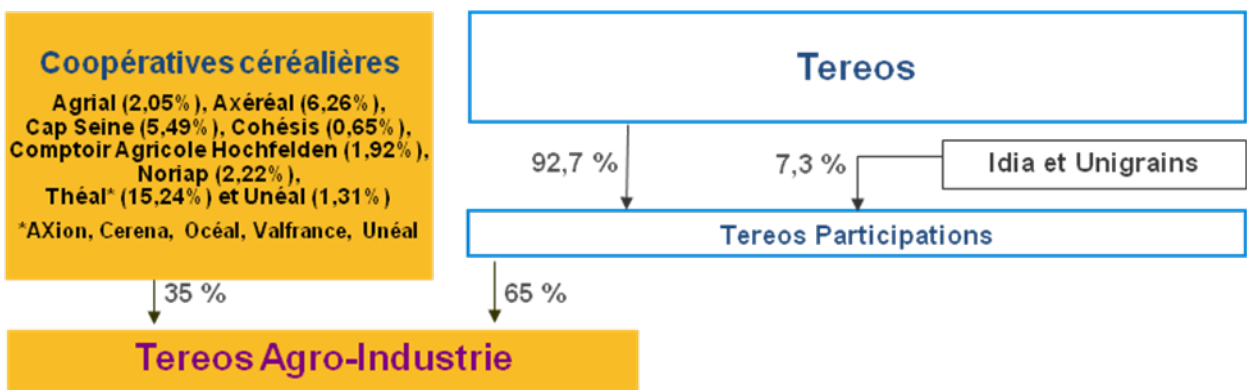 Coopératives céréalières
Agrial (2,05%), Axéréal (6,26%),
Cap Seine (5,49%), Cohésis (0,65%),
Comptoir Agricole Hochfelden (1,92%),
Noriap (2,22%),
Théal* (15,24%) et Unéal (1,31%)
*AXion, Cerena, Océal, Valfrance, Unéal
Tereos
92,7 %
7,3 %
Idia et Unigrains
Tereos Participations
35 %
65 %
Tereos Agro-Industrie